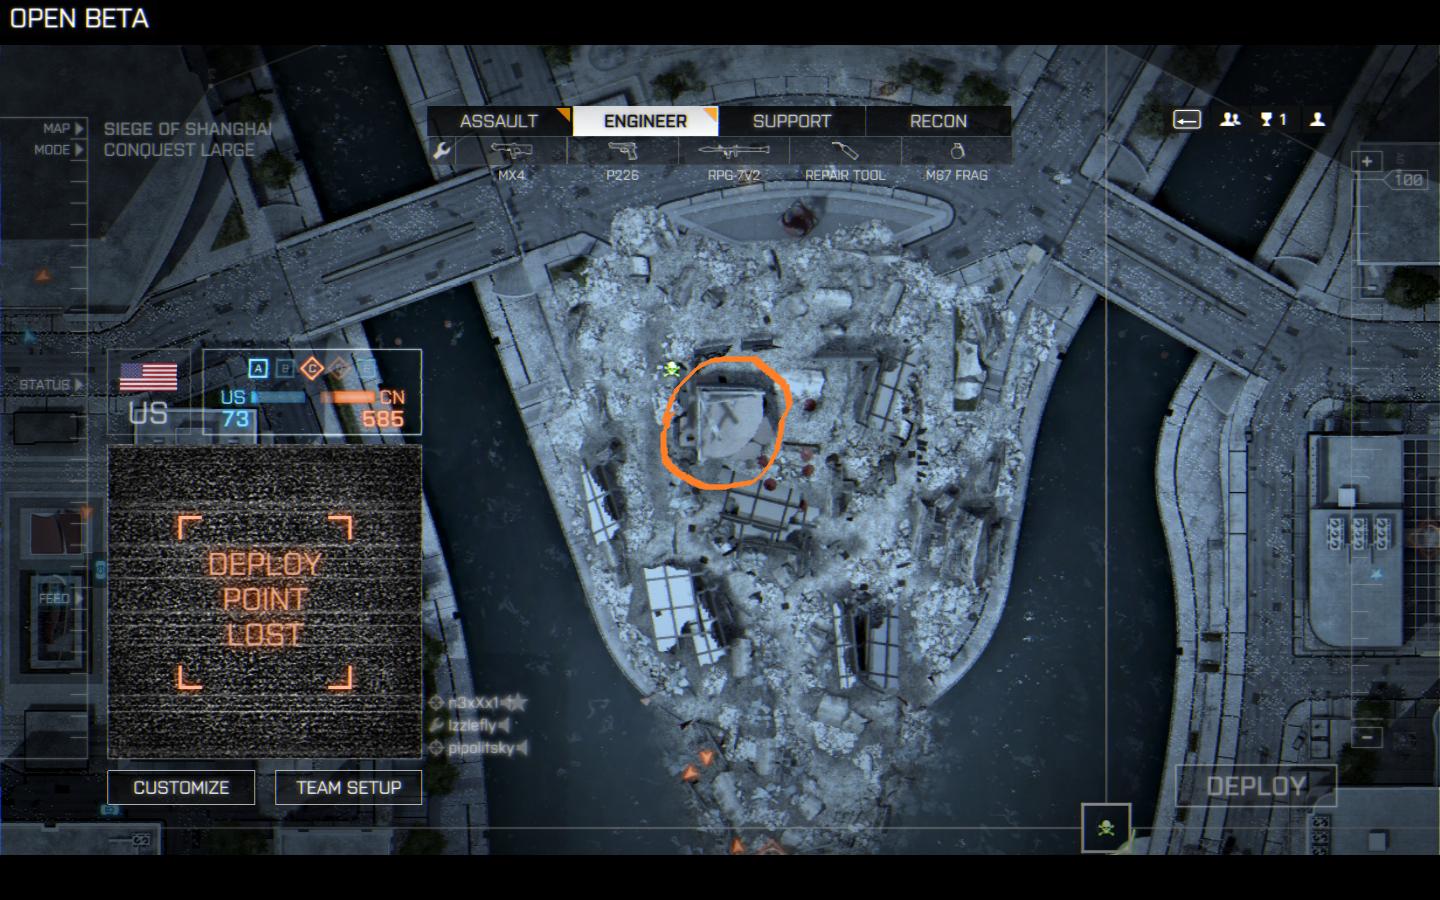 OPEN BETA
MAP
SIEGE OF SHANGHAI
MODE
CONQUEST LARGE
ASSAULT
ENGINEER
SUPPORT
RECON
MX4
P226
RPG-7V2
REPAIR TOOL
M67 FRAG
1
100
STATUS
US
A B C
US
CN
73
585
DEPLOY
POINT
LOST
FEED
n3xXx1
Izzlefly
pipolitsky
CUSTOMIZE
TEAM SETUP
DEPLOY